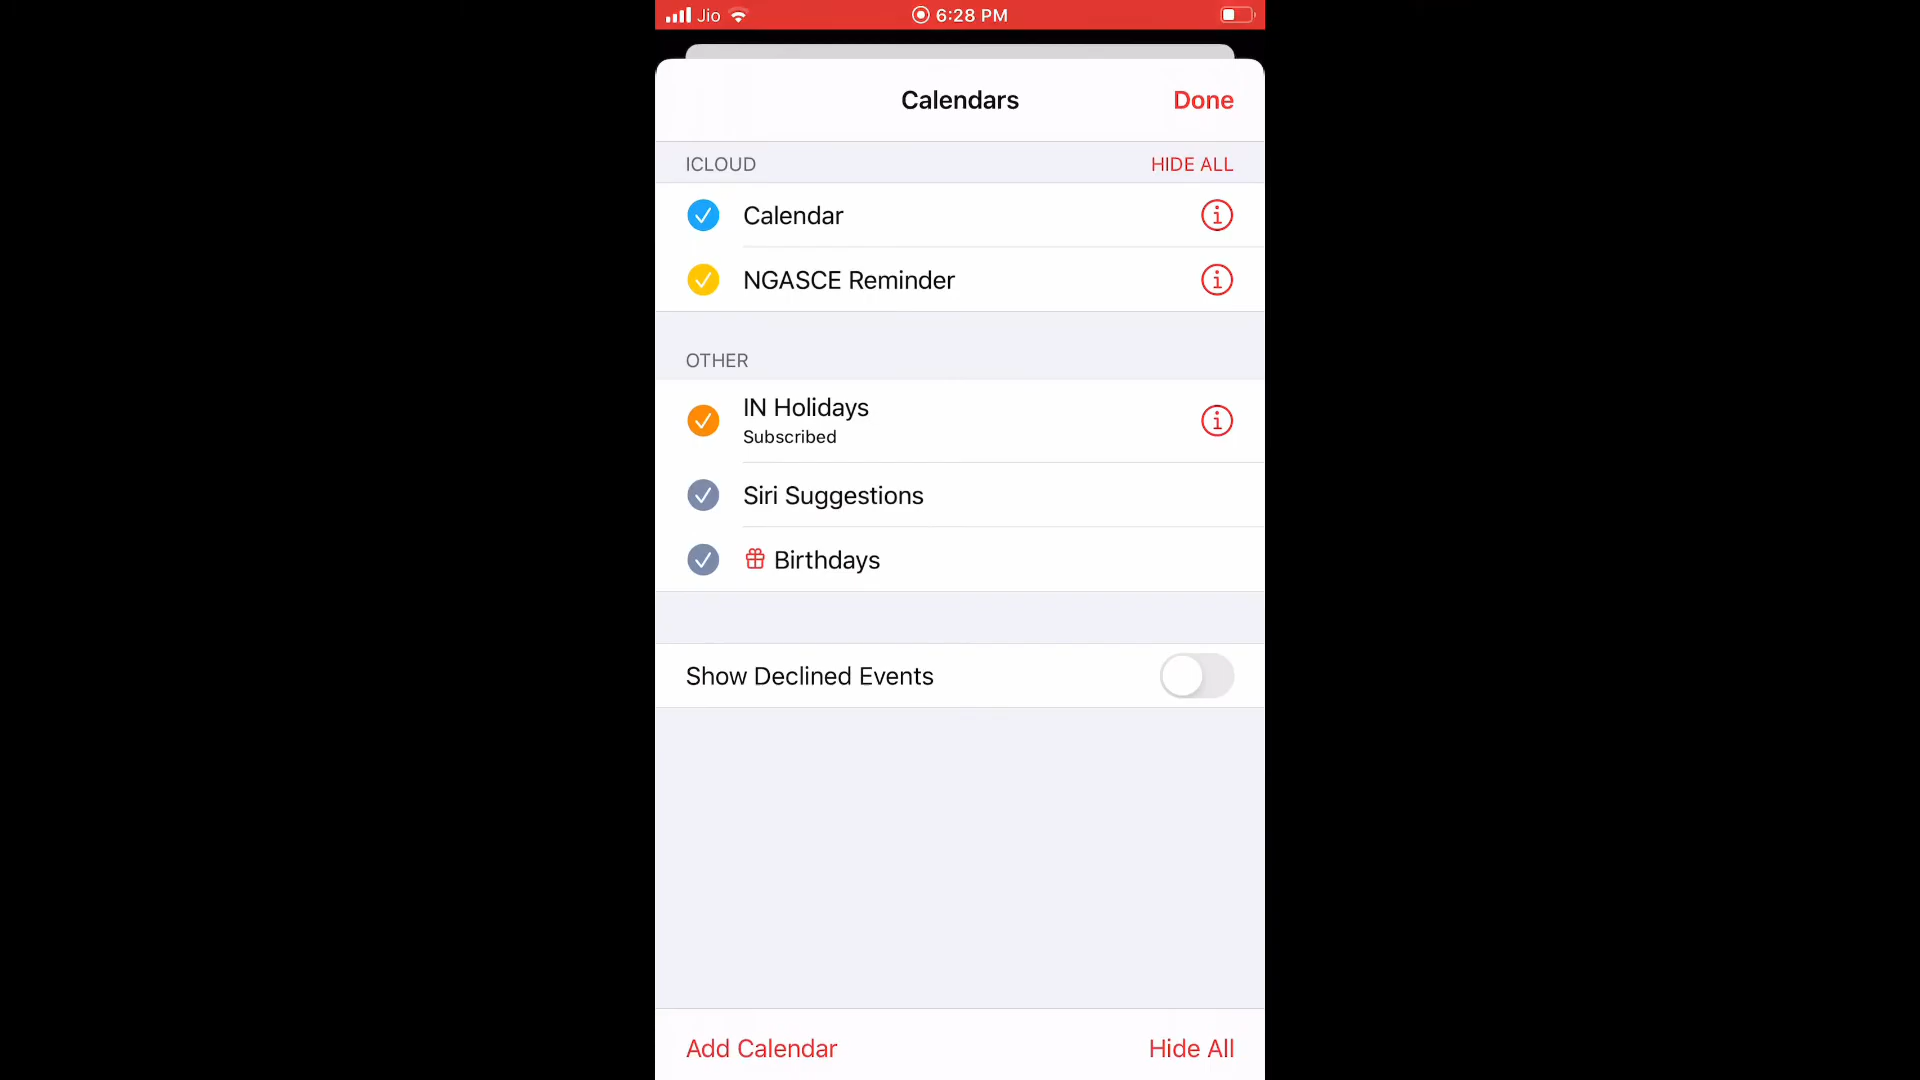 Jio 6:28 PM
Calendars Done
ICLOUD HIDE ALL
Calendar
NGASCE Reminder
OTHER
IN Holidays
Subscribed
Siri Suggestions
Birthdays
Show Declined Events
Add Calendar Hide All